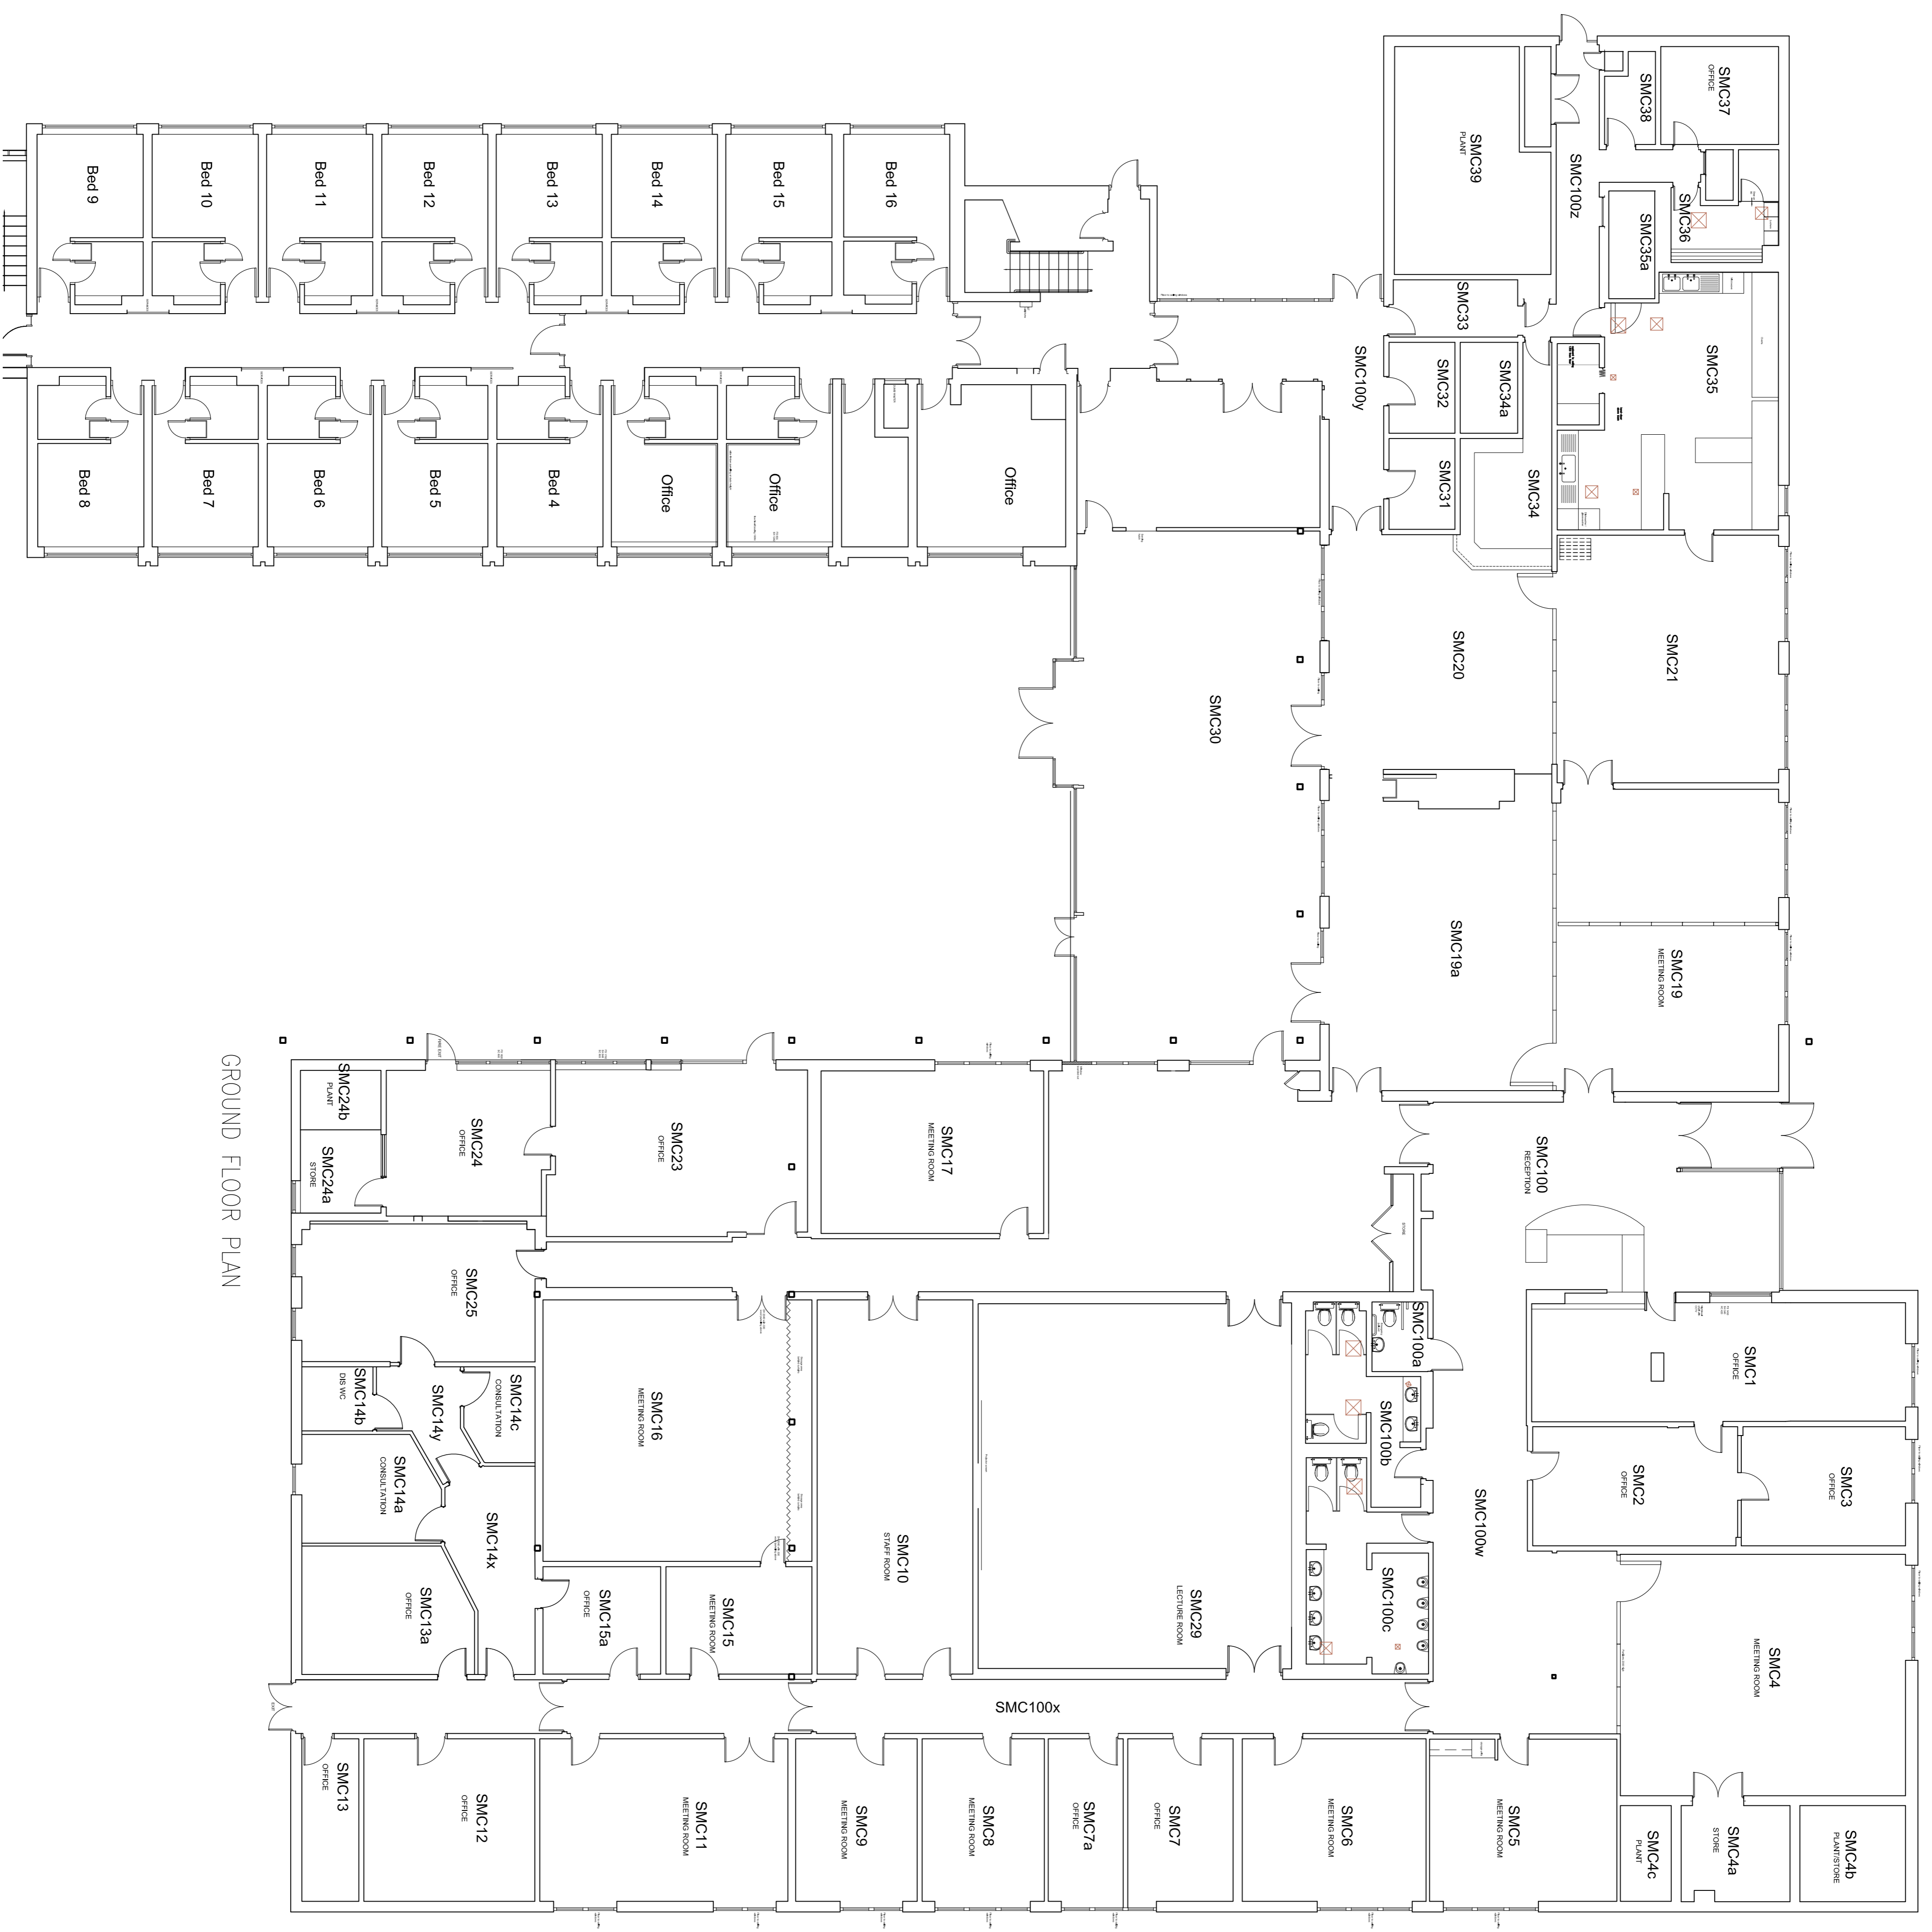 SMC37
OFFICE
SMC38
SMC36
SMC35a
SMC100z
SMC39
PLANT
SMC35
SMC33
SMC34a
SMC32
SMC31
SMC34
SMC100y
Bed 16
Bed 15
Bed 14
Bed 13
Bed 12
Bed 11
Bed 10
Bed 9
Office
Office
Office
Bed 4
Bed 5
Bed 6
Bed 7
Bed 8
SMC21
SMC20
SMC30
SMC19
MEETING ROOM
SMC19a
SMC100
RECEPTION
STORE
SMC17
MEETING ROOM
SMC23
OFFICE
SMC24
OFFICE
FIRE EXIT
SMC24b
PLANT
SMC24a
STORE
GROUND FLOOR PLAN
SMC1
OFFICE
SMC2
OFFICE
SMC3
OFFICE
SMC100a
SMC100b
SMC100c
SMC100w
SMC29
LECTURE ROOM
SMC10
STAFF ROOM
SMC16
MEETING ROOM
SMC15
MEETING ROOM
SMC15a
OFFICE
SMC25
OFFICE
SMC14c
CONSULTATION
SMC14y
SMC14b
DIS WC
SMC14a
CONSULTATION
SMC14x
SMC13a
OFFICE
SMC4
MEETING ROOM
SMC4b
PLANT/STORE
SMC4a
STORE
SMC4c
PLANT
SMC5
MEETING ROOM
SMC6
MEETING ROOM
SMC7
OFFICE
SMC7a
OFFICE
SMC8
MEETING ROOM
SMC9
MEETING ROOM
SMC11
MEETING ROOM
SMC12
OFFICE
SMC13
OFFICE
SMC100x
EXIT